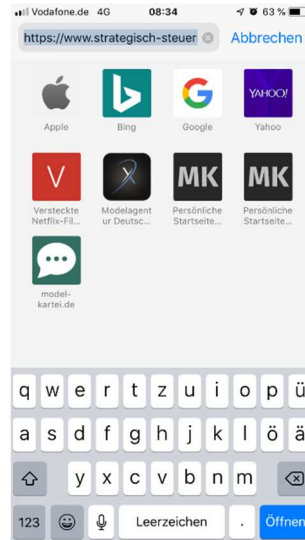 Vodafone.de 4G 08:34 63 %
https://www.strategisch-steuer Abbrechen
YAHOO!
Apple Bing Google Yahoo
V MK MK
Versteckte Modelagent Persönliche Persönliche
Netflix-Fil... ur Deutsc... Startseite... Startseite...
model-
kartei.de
q w e r t z u i o p ü
a s d f g h j k l ö ä
y x c v b n m
123 Leerzeichen . Öffnen